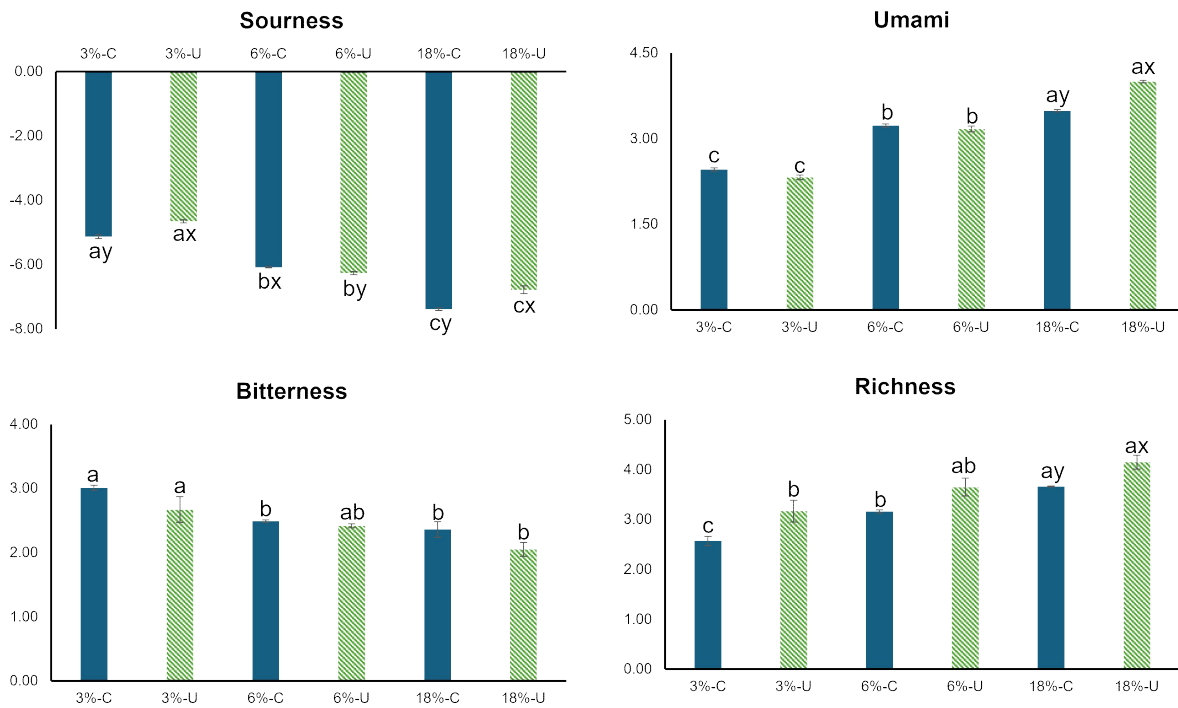 Sourness
3%-C 3%-U 6%-C 6%-U 18%-C 18%-U
0.00
-2.00
-4.00
-6.00
-8.00
ay ax bx by cy cx
Umami
4.50
3.00
1.50
0.00
c c b b ay ax
3%-C 3%-U 6%-C 6%-U 18%-C 18%-U
Bitterness
4.00
3.00
2.00
1.00
0.00
a a b ab b b
3%-C 3%-U 6%-C 6%-U 18%-C 18%-U
Richness
5.00
4.00
3.00
2.00
1.00
0.00
c b b ab ay ax
3%-C 3%-U 6%-C 6%-U 18%-C 18%-U